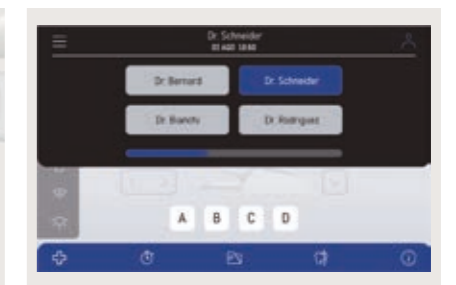 Dr. Schneider
Dr. Bernard
Dr. Schneider
Dr. Bianchi
Dr. Rodriguez
A B C D